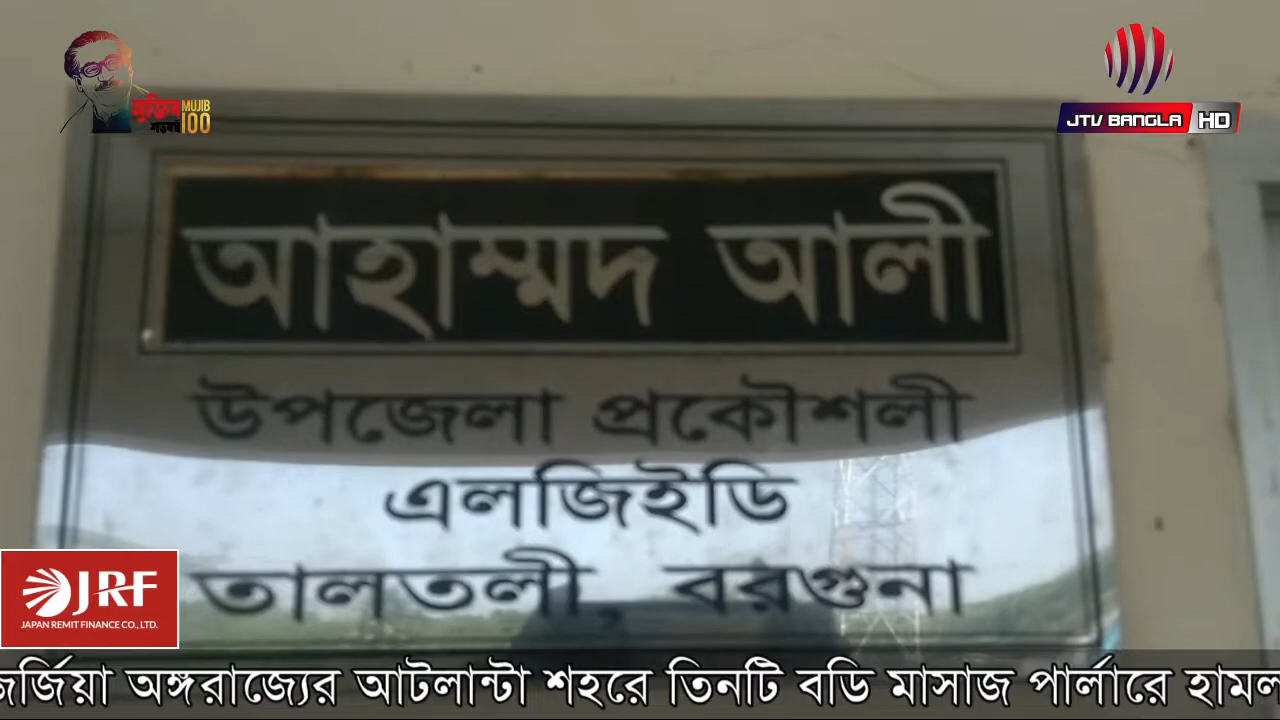 মুজিব MUJIB
শতবর্ষ 100
JTV BANGLA HD
আহাম্মদ আলী
উপজেলা প্রকৌশলী
এলজিইডি
তালতলী, বরগুনা
JRF
JAPAN REMIT FINANCE CO., LTD.
জর্জিয়া অঙ্গরাজ্যের আটলান্টা শহরে তিনটি বডি মাসাজ পার্লারে হামল